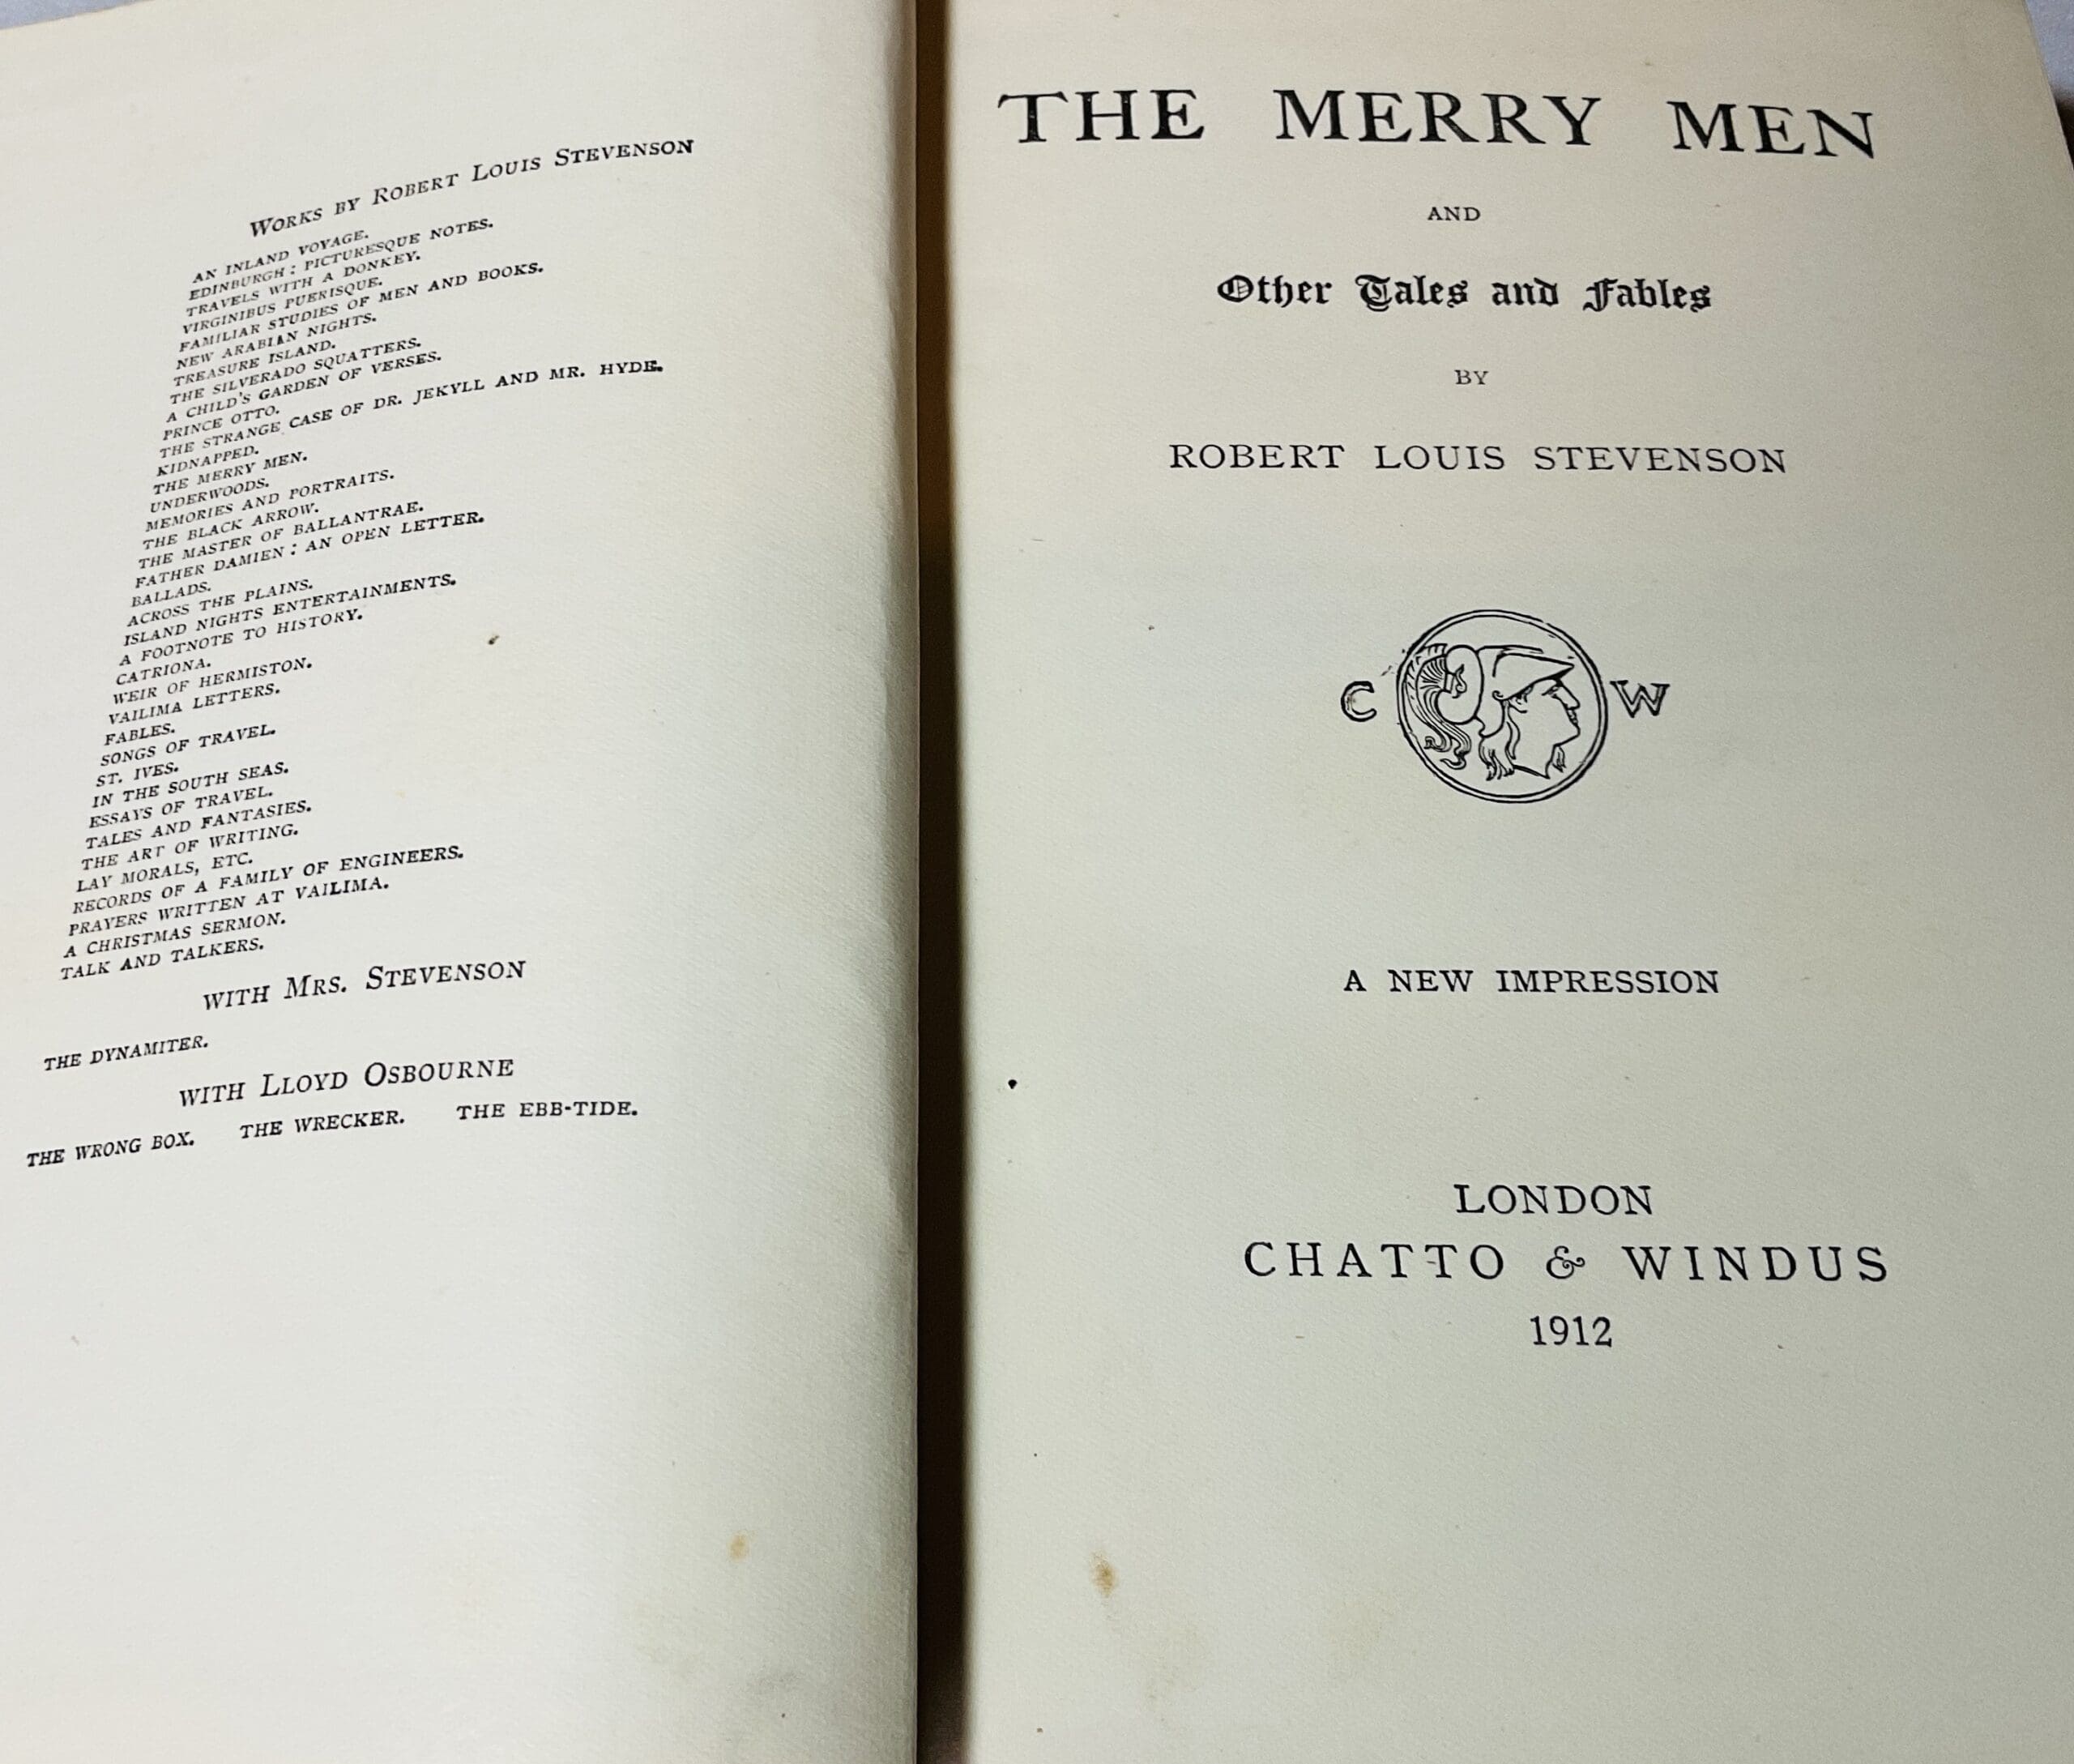 WORKS BY ROBERT LOUIS STEVENSON
AN INLAND VOYAGE.
EDINBURGH: PICTURESQUE NOTES.
TRAVELS WITH A DONKEY.
VIRGINIBUS PUERISQUE.
FAMILIAR STUDIES OF MEN AND BOOKS.
NEW ARABIAN NIGHTS.
TREASURE ISLAND.
THE SILVERADO SQUATTERS.
A CHILD'S GARDEN OF VERSES.
PRINCE OTTO.
THE STRANGE CASE OF DR. JEKYLL AND MR. HYDE.
KIDNAPPED.
THE MERRY MEN.
UNDERWOODS.
MEMORIES AND PORTRAITS.
THE BLACK ARROW.
THE MASTER OF BALLANTRAE.
FATHER DAMIEN: AN OPEN LETTER.
BALLADS.
ACROSS THE PLAINS.
ISLAND NIGHTS ENTERTAINMENTS.
A FOOTNOTE TO HISTORY.
CATRIONA.
WEIR OF HERMISTON.
VAILIMA LETTERS.
FABLES.
SONGS OF TRAVEL.
ST. IVES.
IN THE SOUTH SEAS.
ESSAYS OF TRAVEL.
TALES AND FANTASIES.
THE ART OF WRITING.
LAY MORALS, ETC.
RECORDS OF A FAMILY OF ENGINEERS.
PRAYERS WRITTEN AT VAILIMA.
A CHRISTMAS SERMON.
TALK AND TALKERS.
WITH MRS. STEVENSON
THE DYNAMITER.
WITH LLOYD OSBOURNE
THE WRONG BOX. THE WRECKER. THE EBB-TIDE.
THE MERRY MEN
AND
Other Tales and Fables
BY
ROBERT LOUIS STEVENSON
C W
A NEW IMPRESSION
LONDON
CHATTO & WINDUS
1912